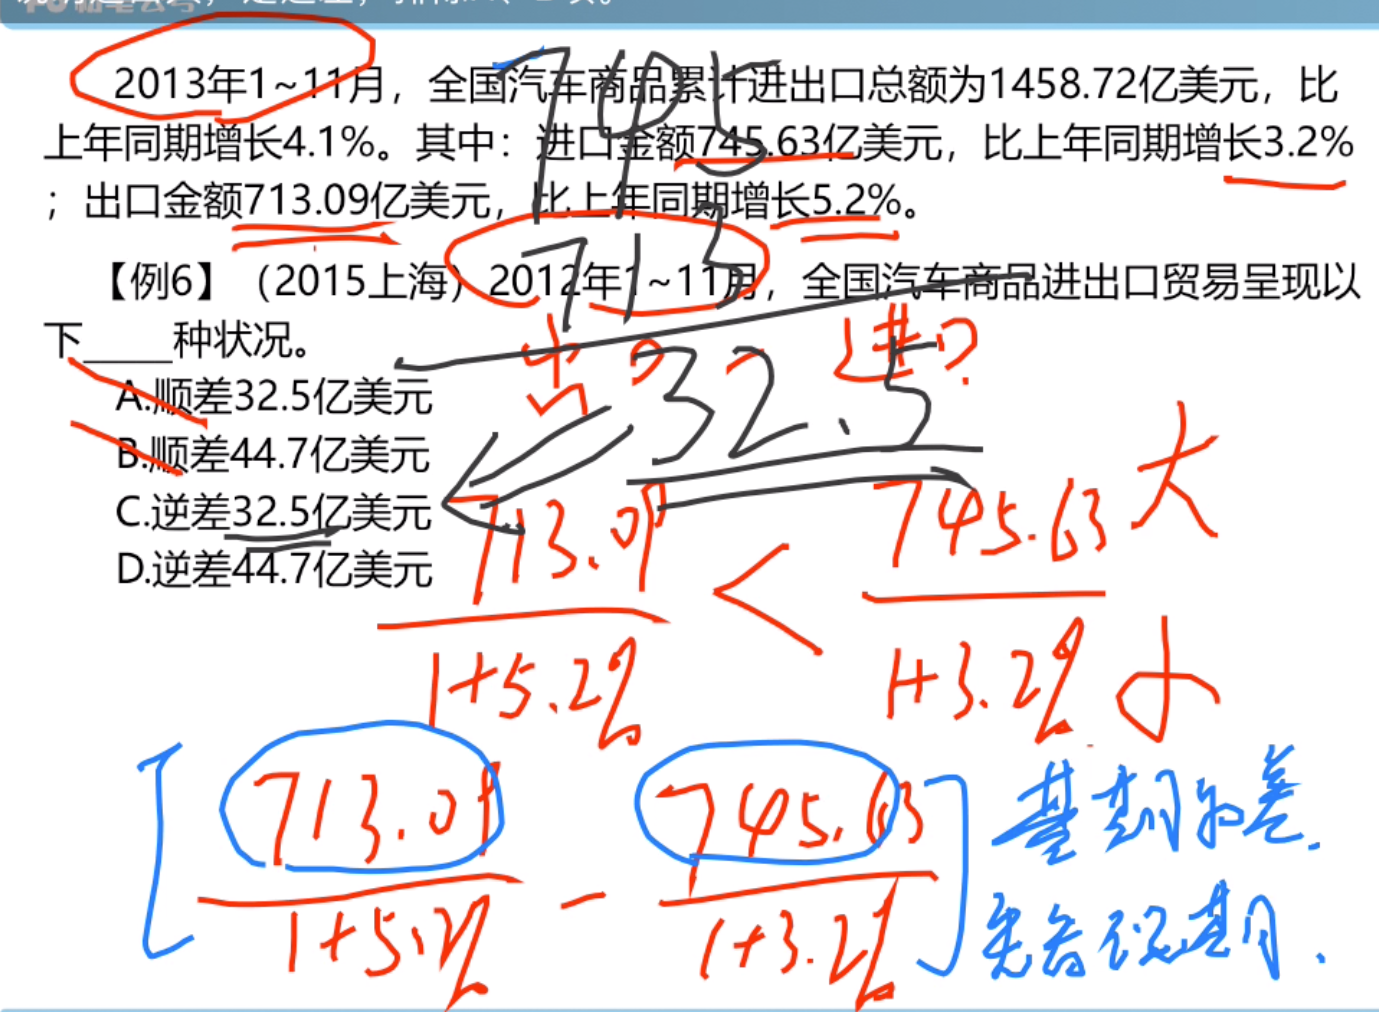 2013年1~11月，全国汽车商品累计进出口总额为1458.72亿美元，比
上年同期增长4.1%。其中：进口金额745.63亿美元，比上年同期增长3.2%
；出口金额713.09亿美元，比上年同期增长5.2%。
745
【例6】（2015上海）2012年1~11月，全国汽车商品进出口贸易呈现以
713
下____种状况。
出 - 进？
32.5
A.顺差32.5亿美元
B.顺差44.7亿美元
C.逆差32.5亿美元
D.逆差44.7亿美元
713.09 < 745.63 大
1+5.2% 1+3.2% 小
[713.09 - 745.63] 基期的差.
1+5.2% 1+3.2% 先看现期.